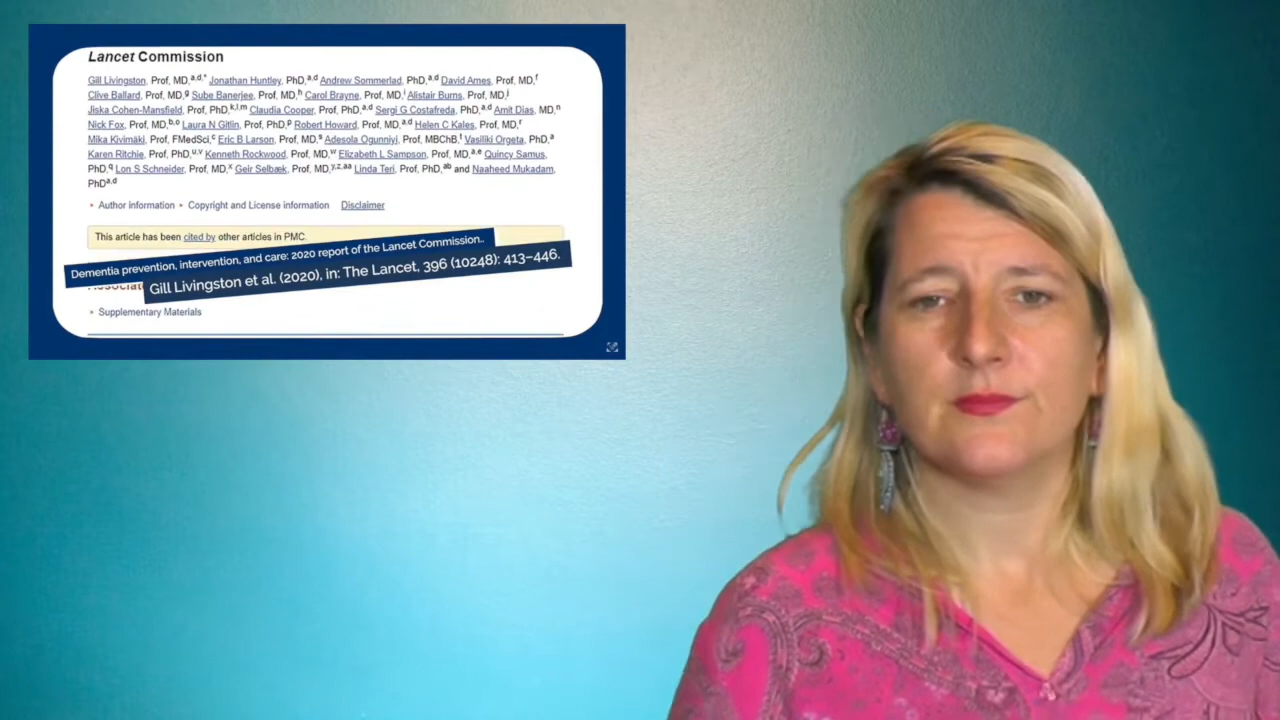 Lancet Commission
Gill Livingston, Prof, MD,a,d,* Jonathan Huntley, PhD,a,d Andrew Sommerlad, PhD,a,d David Ames, Prof, MD,f
Clive Ballard, Prof, MD,g Sube Banerjee, Prof, MD,h Carol Brayne, Prof, MD,i Alistair Burns, Prof, MD,j
Jiska Cohen-Mansfield, Prof, PhD,k,l,m Claudia Cooper, Prof, PhD,a,d Sergi G Costafreda, PhD,a,d Amit Dias, MD,n
Nick Fox, Prof, MD,b,o Laura N Gitlin, Prof, PhD,p Robert Howard, Prof, MD,a,d Helen C Kales, Prof, MD,r
Mika Kivimäki, Prof, FMedSci,c Eric B Larson, Prof, MD,s Adesola Ogunniyi, Prof, MBChB,t Vasiliki Orgeta, PhD,a
Karen Ritchie, Prof, PhD,u,v Kenneth Rockwood, Prof, MD,w Elizabeth L Sampson, Prof, MD,a,e Quincy Samus,
PhD,q Lon S Schneider, Prof, MD,x Geir Selbæk, Prof, MD,y,z,aa Linda Teri, Prof, PhD,ab and Naaheed Mukadam,
PhDa,d
Author information Copyright and License information Disclaimer
This article has been cited by other articles in PMC.
Dementia prevention, intervention, and care: 2020 report of the Lancet Commission..
Gill Livingston et al. (2020), in: The Lancet, 396 (10248): 413–446.
Supplementary Materials